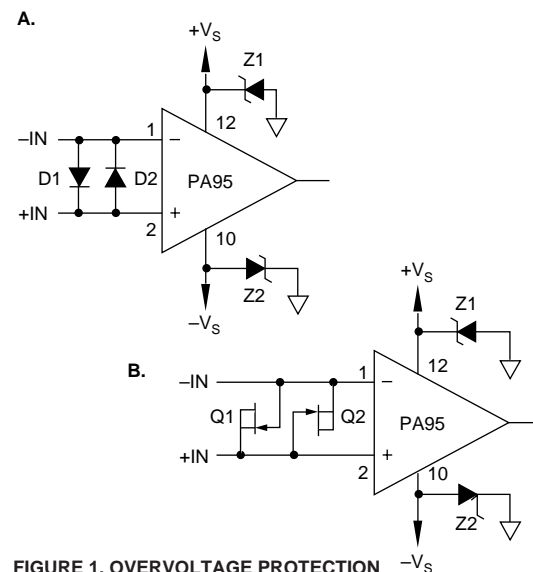 A.
+VS
Z1
12
–IN
1
–
D1
D2
PA95
+IN
+
2
10
Z2
–VS
B.
+VS
Z1
12
–IN
1
–
Q1
Q2
PA95
+IN
+
2
10
Z2
–VS
FIGURE 1. OVERVOLTAGE PROTECTION